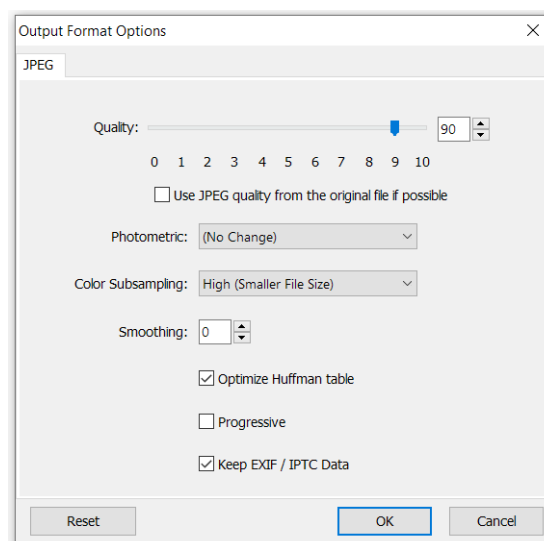 Output Format Options
JPEG
Quality: 90
0 1 2 3 4 5 6 7 8 9 10
Use JPEG quality from the original file if possible
Photometric: (No Change)
Color Subsampling: High (Smaller File Size)
Smoothing: 0
Optimize Huffman table
Progressive
Keep EXIF / IPTC Data
Reset OK Cancel